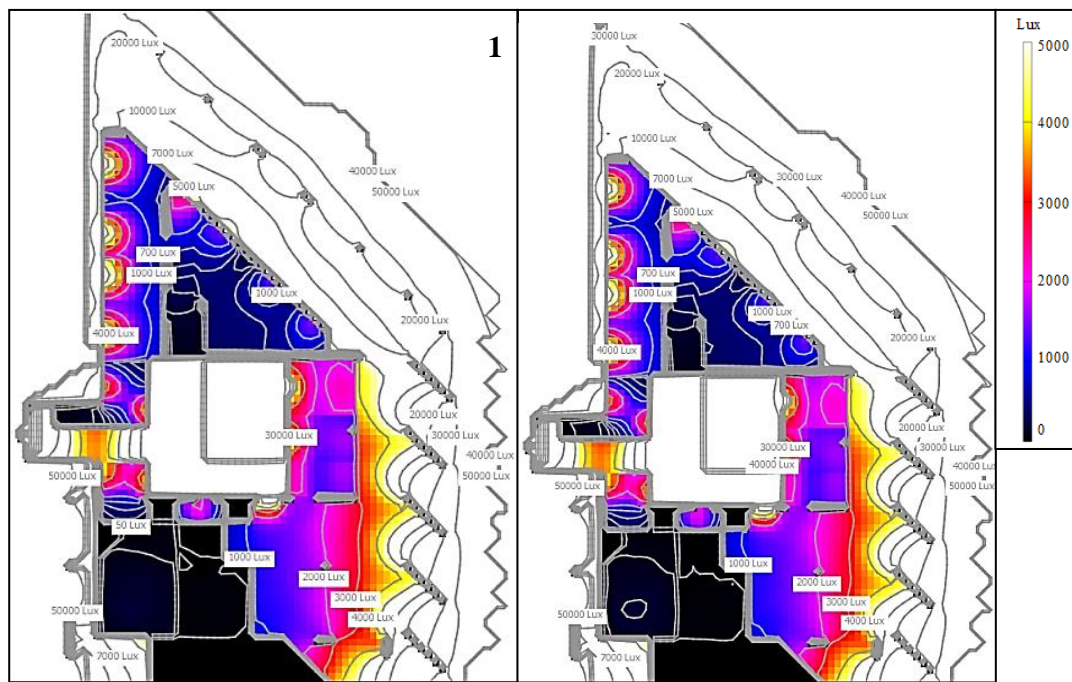 20000 Lux
1
10000 Lux
7000 Lux
40000 Lux
5000 Lux
50000 Lux
700 Lux
1000 Lux
1000 Lux
4000 Lux
20000 Lux
20000 Lux
30000 Lux
30000 Lux
40000 Lux
50000 Lux
50000 Lux
50 Lux
1000 Lux
2000 Lux
3000 Lux
50000 Lux
4000 Lux
7000 Lux
30000 Lux
20000 Lux
10000 Lux
7000 Lux
30000 Lux
40000 Lux
5000 Lux
50000 Lux
700 Lux
1000 Lux
1000 Lux
700 Lux
20000 Lux
4000 Lux
20000 Lux
30000 Lux
30000 Lux
40000 Lux
40000 Lux
50000 Lux
50000 Lux
1000 Lux
2000 Lux
3000 Lux
50000 Lux
4000 Lux
7000 Lux
Lux
5000
4000
3000
2000
1000
0